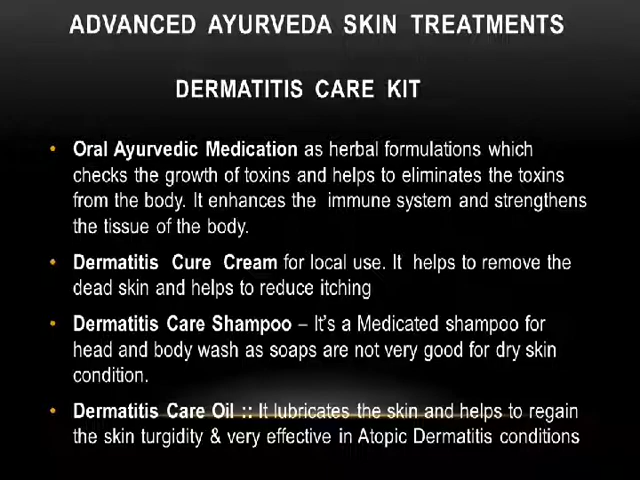 ADVANCED AYURVEDA SKIN TREATMENTS
DERMATITIS CARE KIT
• Oral Ayurvedic Medication as herbal formulations which
checks the growth of toxins and helps to eliminates the toxins
from the body. It enhances the immune system and strengthens
the tissue of the body.
• Dermatitis Cure Cream for local use. It helps to remove the
dead skin and helps to reduce itching
• Dermatitis Care Shampoo – It's a Medicated shampoo for
head and body wash as soaps are not very good for dry skin
condition.
• Dermatitis Care Oil :: It lubricates the skin and helps to regain
the skin turgidity & very effective in Atopic Dermatitis conditions